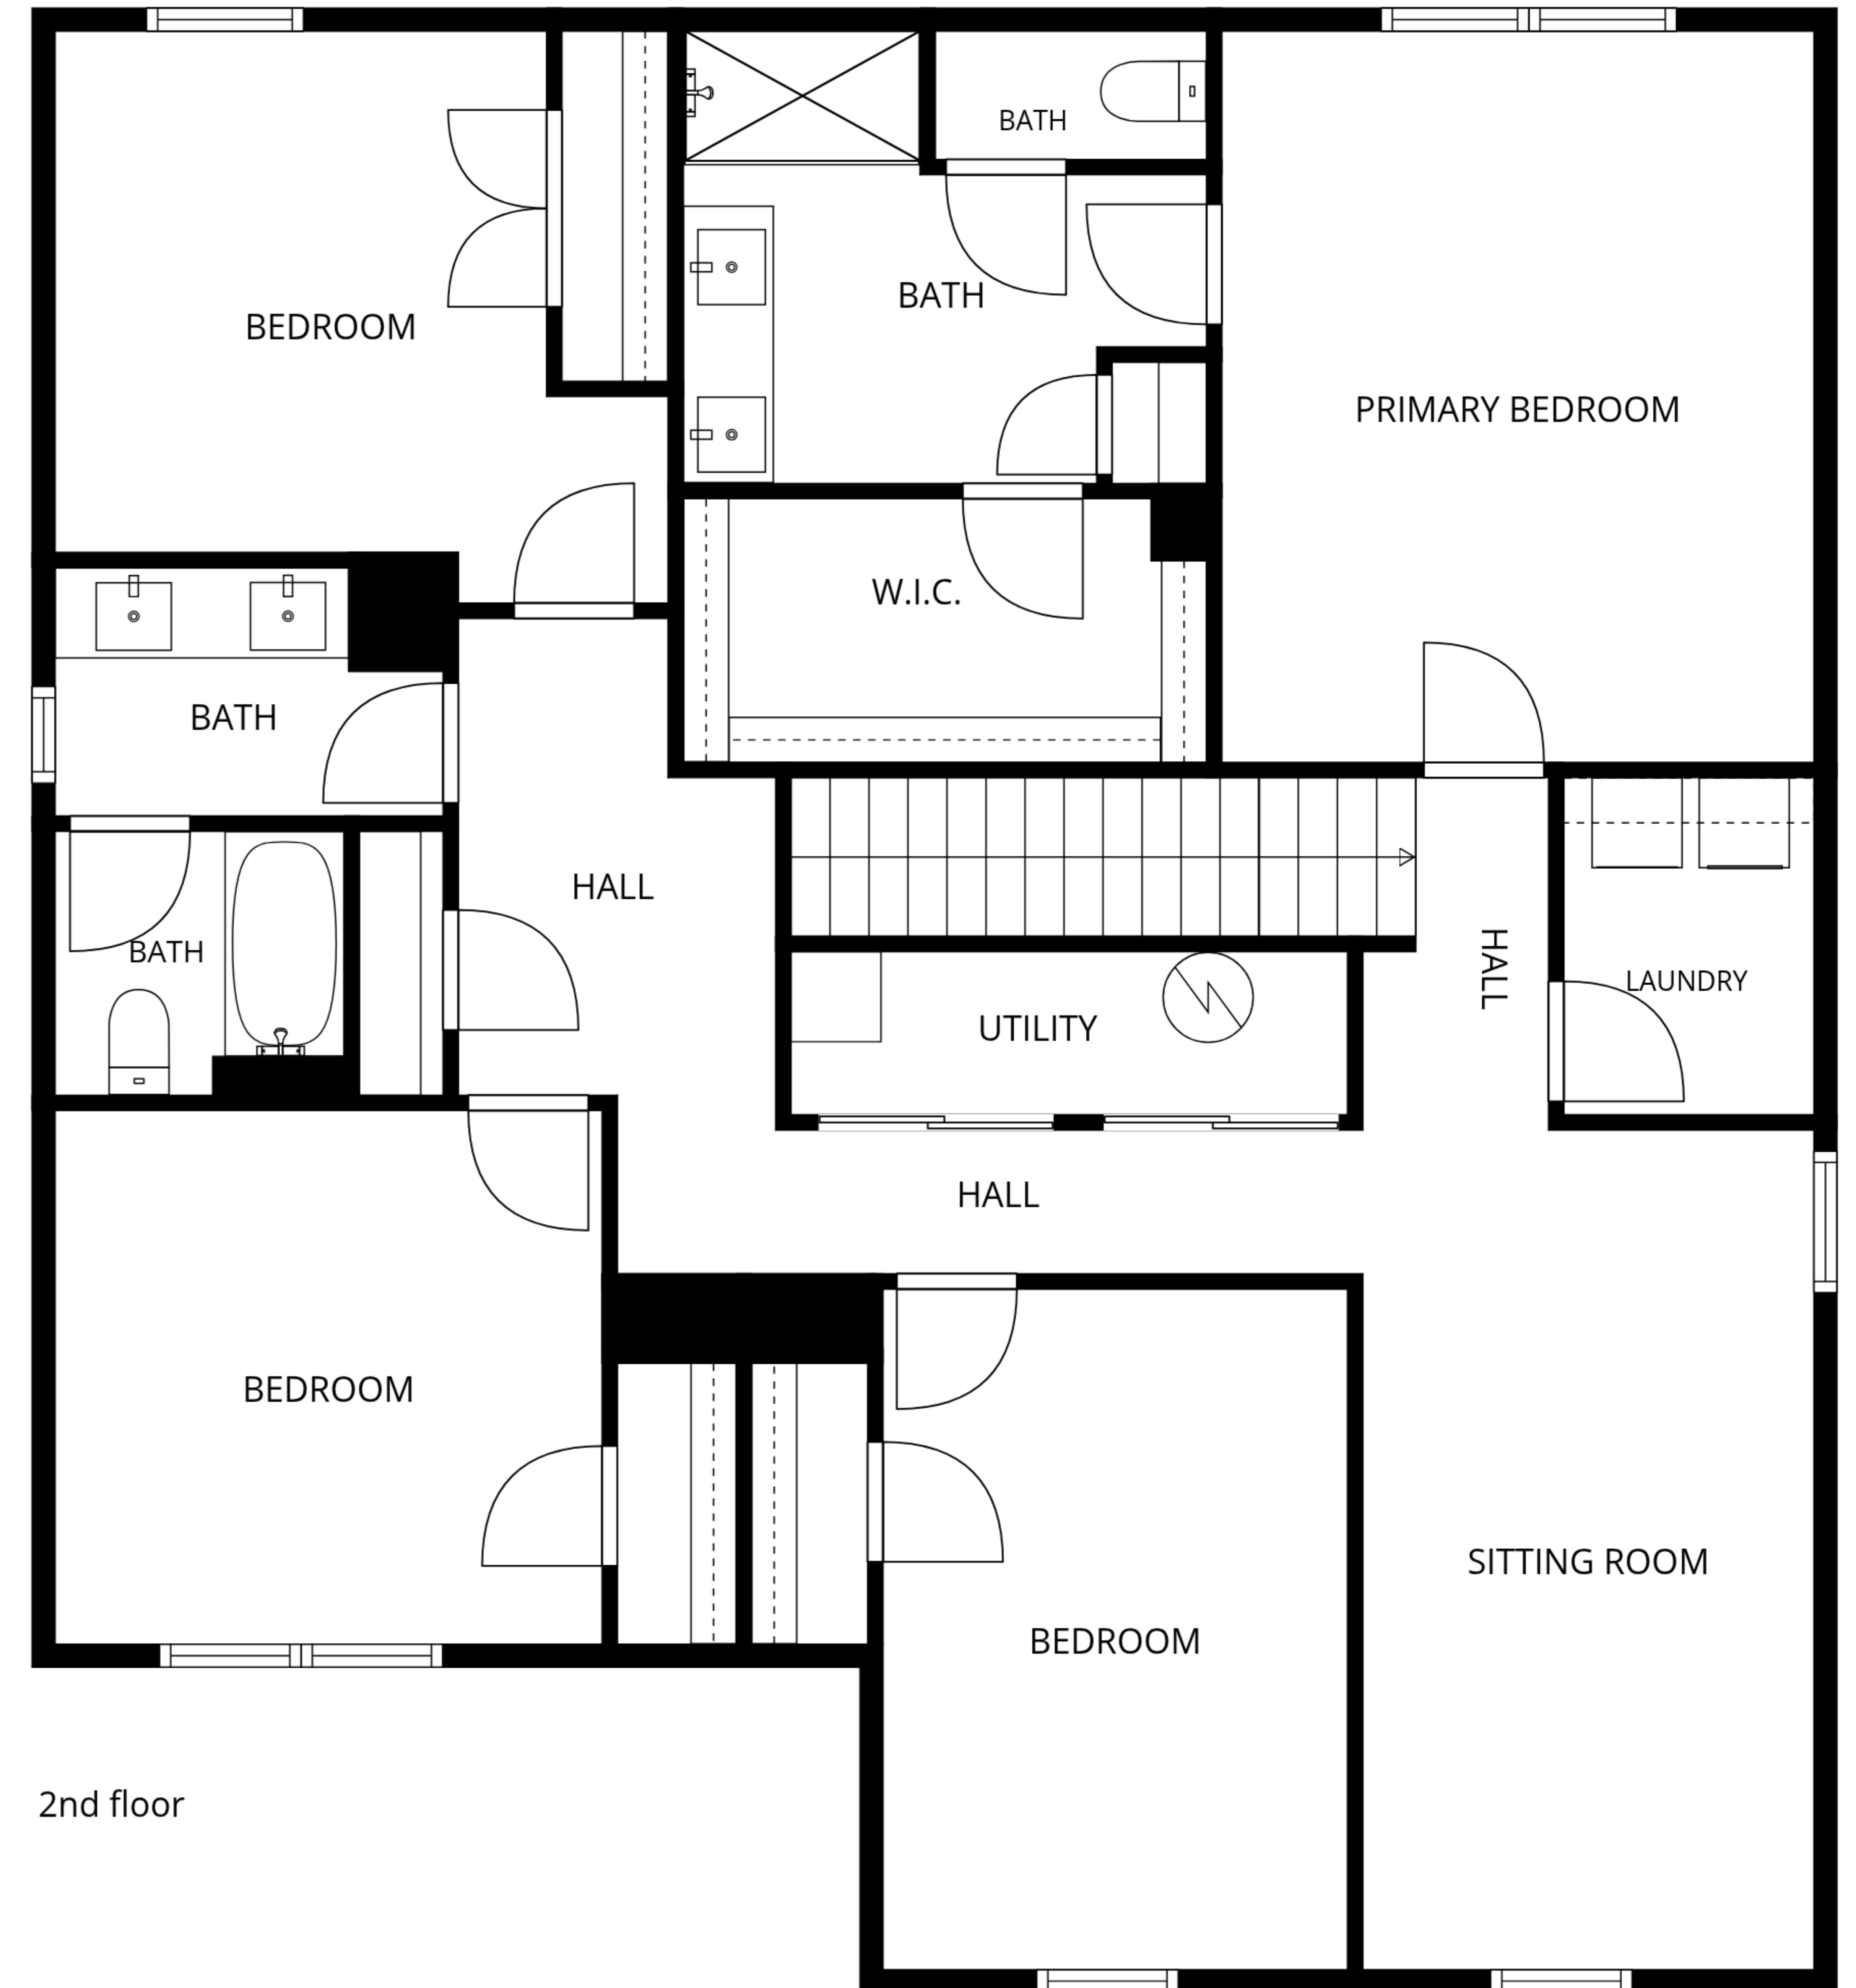 BATH
BATH
BEDROOM
PRIMARY BEDROOM
W.I.C.
BATH
HALL
BATH
HALL
LAUNDRY
UTILITY
HALL
BEDROOM
SITTING ROOM
BEDROOM
2nd floor